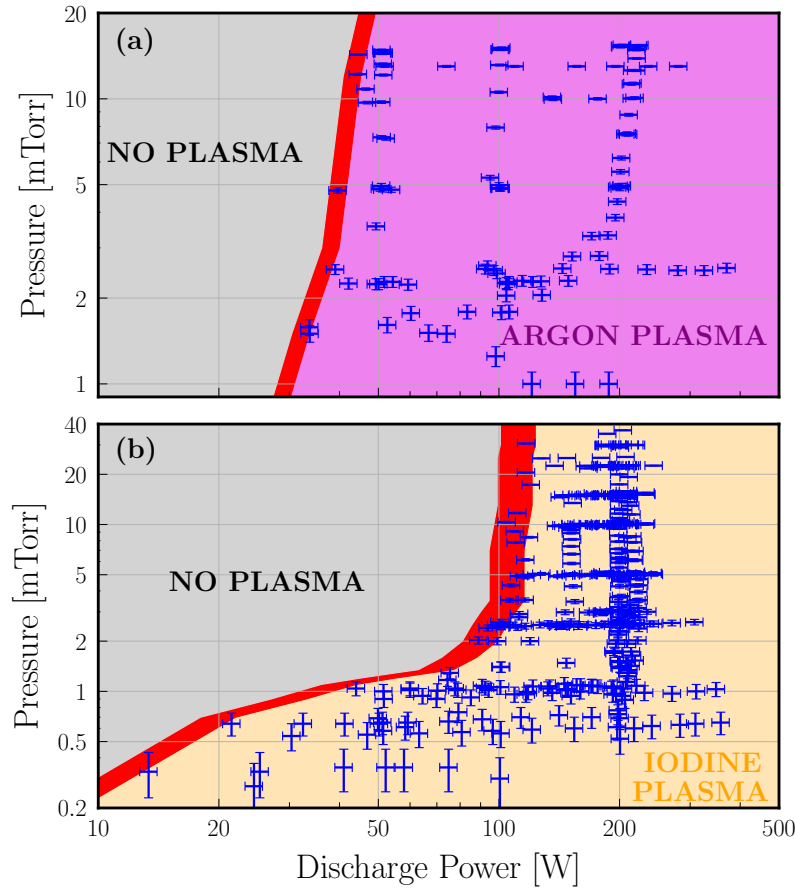 20
(a)
10
NO PLASMA
Pressure [mTorr]
5
2
ARGON PLASMA
1
40
(b)
20
10
NO PLASMA
Pressure [mTorr]
5
2
1
0.5
IODINE
PLASMA
0.2
10 20 50 100 200 500
Discharge Power [W]